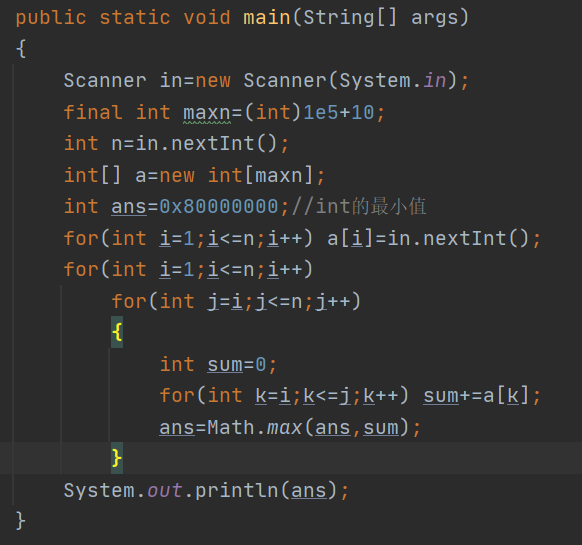 public static void main(String[] args)
{
Scanner in=new Scanner(System.in);
final int maxn=(int)1e5+10;
int n=in.nextInt();
int[] a=new int[maxn];
int ans=0x80000000;//int的最小值
for(int i=1;i<=n;i++) a[i]=in.nextInt();
for(int i=1;i<=n;i++)
for(int j=i;j<=n;j++)
{
int sum=0;
for(int k=i;k<=j;k++) sum+=a[k];
ans=Math.max(ans,sum);
}
System.out.println(ans);
}